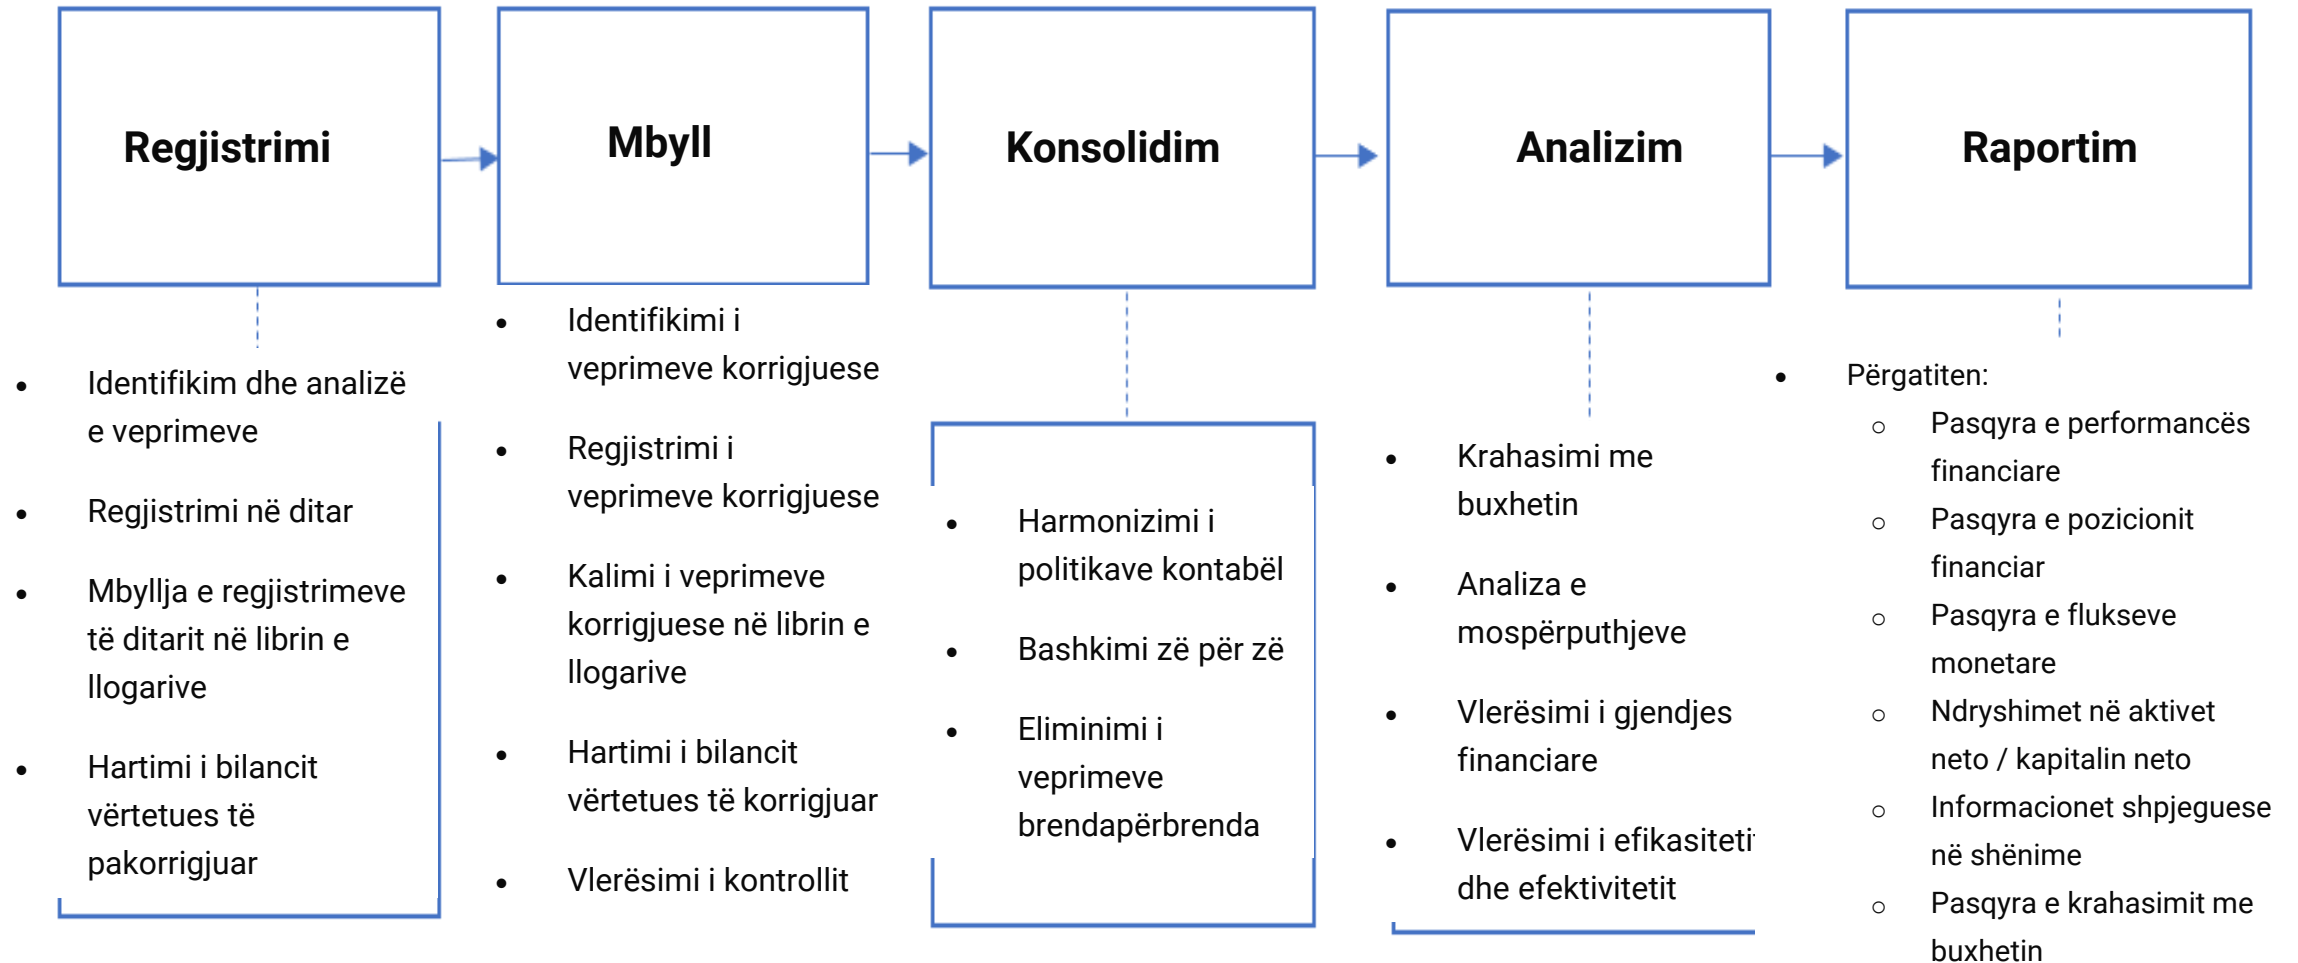 Regjistrimi
Mbyll
Konsolidim
Analizim
Raportim
• Identifikim dhe analizë
e veprimeve
• Regjistrimi në ditar
• Mbyllja e regjistrimeve
të ditarit në librin e
llogarive
• Hartimi i bilancit
vërtetues të
pakorrigjuar
• Identifikimi i
veprimeve korrigjuese
• Regjistrimi i
veprimeve korrigjuese
• Kalimi i veprimeve
korrigjuese në librin e
llogarive
• Hartimi i bilancit
vërtetues të korrigjuar
• Vlerësimi i kontrollit
• Harmonizimi i
politikave kontabël
• Bashkimi zë për zë
• Eliminimi i
veprimeve
brendapërbrenda
• Krahasimi me
buxhetin
• Analiza e
mospërputhjeve
• Vlerësimi i gjendjes
financiare
• Vlerësimi i efikasitetit
dhe efektivitetit
• Përgatiten:
○ Pasqyra e performancës
financiare
○ Pasqyra e pozicionit
financiar
○ Pasqyra e flukseve
monetare
○ Ndryshimet në aktivet
neto / kapitalin neto
○ Informacionet shpjeguese
në shënime
○ Pasqyra e krahasimit me
buxhetin